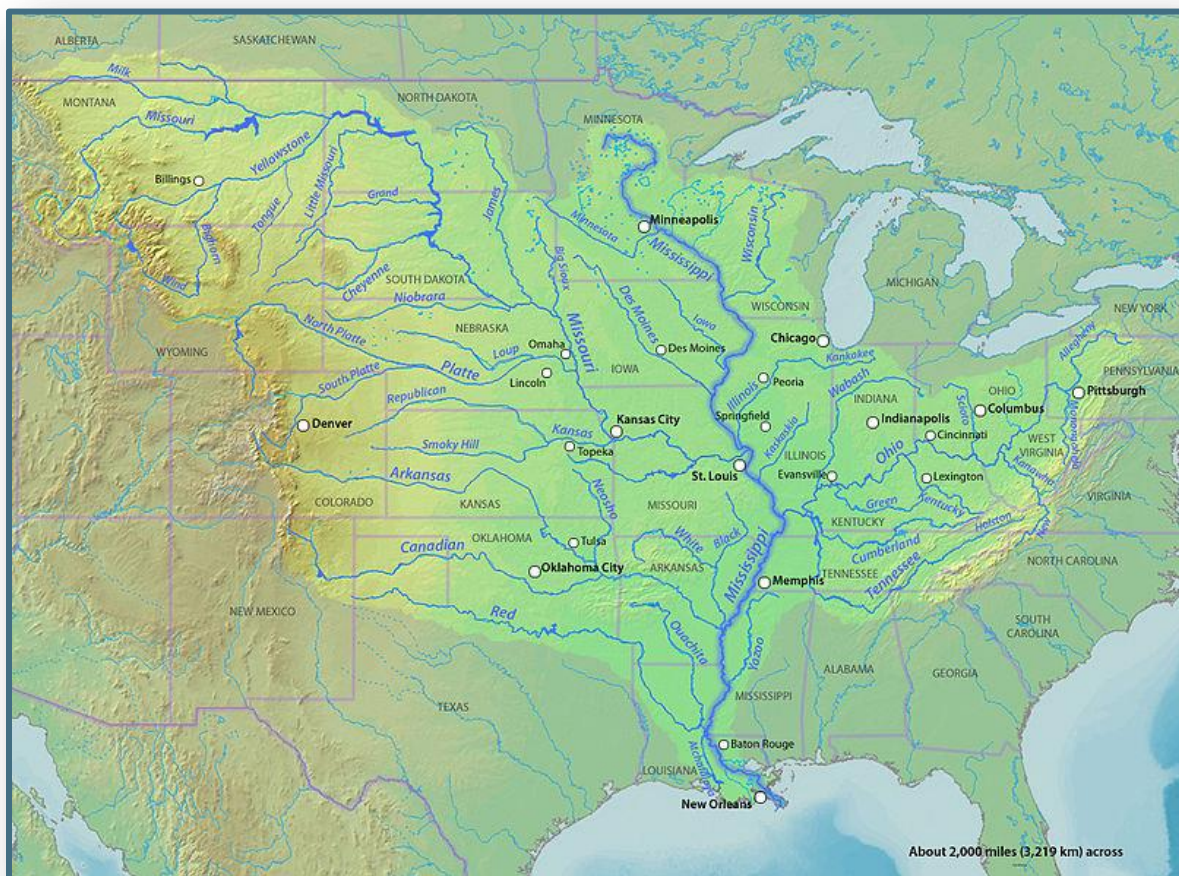 ALBERTA
SASKATCHEWAN
Milk
MONTANA
NORTH DAKOTA
Missouri
MINNESOTA
Yellowstone
Little Missouri
Billings
Tongue
Bighorn
Grand
James
Minnesota
Minneapolis
Mississippi
Wisconsin
Big Sioux
Wind
Cheyenne
SOUTH DAKOTA
Niobrara
Des Moines
WISCONSIN
MICHIGAN
NEW YORK
North Platte
NEBRASKA
Missouri
Iowa
WYOMING
Omaha
Loup
Des Moines
Chicago
Kankakee
Allegheny
South Platte
Platte
Lincoln
IOWA
Illinois
Peoria
Wabash
OHIO
PENNSYLVANIA
Republican
INDIANA
Scioto
Pittsburgh
Denver
Kansas City
Springfield
Kaskaskia
Indianapolis
Columbus
Monongahela
Smoky Hill
Kansas
Topeka
Cincinnati
WEST
VIRGINIA
ILLINOIS
Ohio
Arkansas
St. Louis
Evansville
Lexington
Kanawha
COLORADO
KANSAS
Neosho
MISSOURI
Green
Kentucky
VIRGINIA
KENTUCKY
Holston
New
OKLAHOMA
Tulsa
White
Black
Mississippi
Cumberland
Canadian
Oklahoma City
ARKANSAS
Memphis
TENNESSEE
Tennessee
NORTH CAROLINA
NEW MEXICO
Red
Ouachita
Yazoo
SOUTH
CAROLINA
ALABAMA
GEORGIA
TEXAS
MISSISSIPPI
Baton Rouge
Atchafalaya
LOUISIANA
New Orleans
About 2,000 miles (3,219 km) across